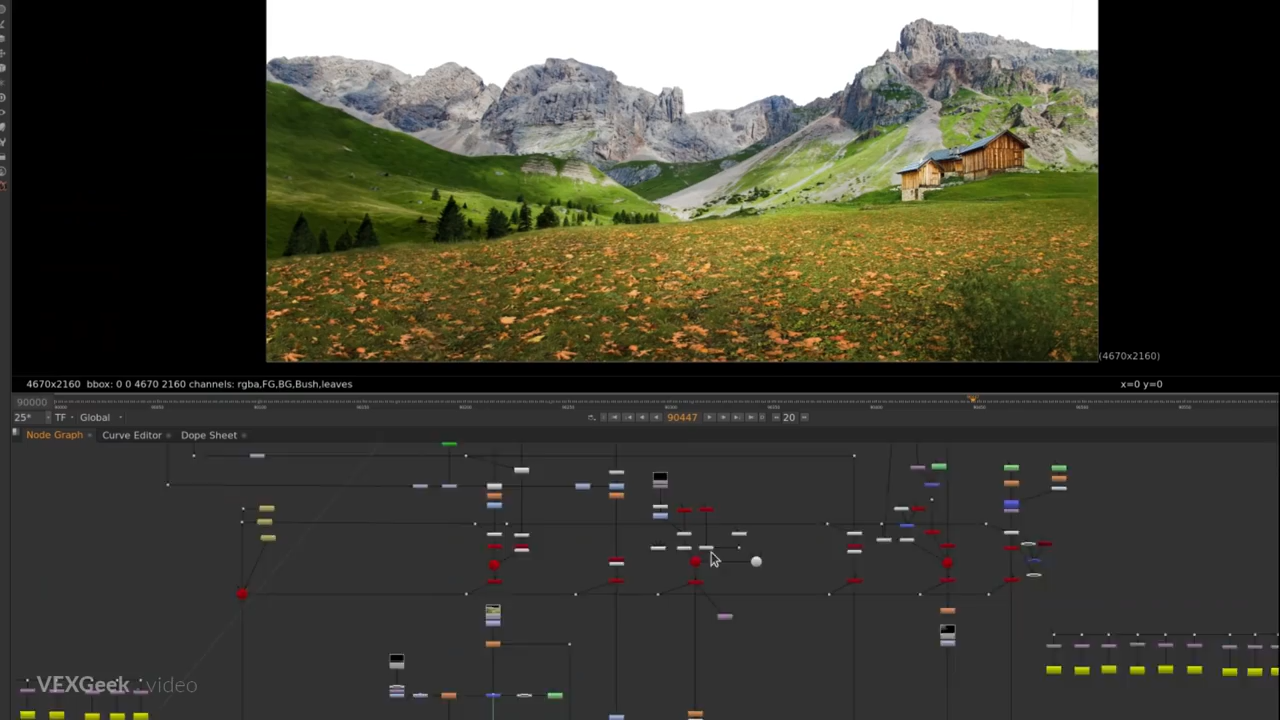 (4670x2160)
4670x2160 bbox: 0 0 4670 2160 channels: rgba,FG,BG,Bush,leaves x=0 y=0
90000
25* TF Global 90447 20
Node Graph Curve Editor Dope Sheet
VEXGeek.video